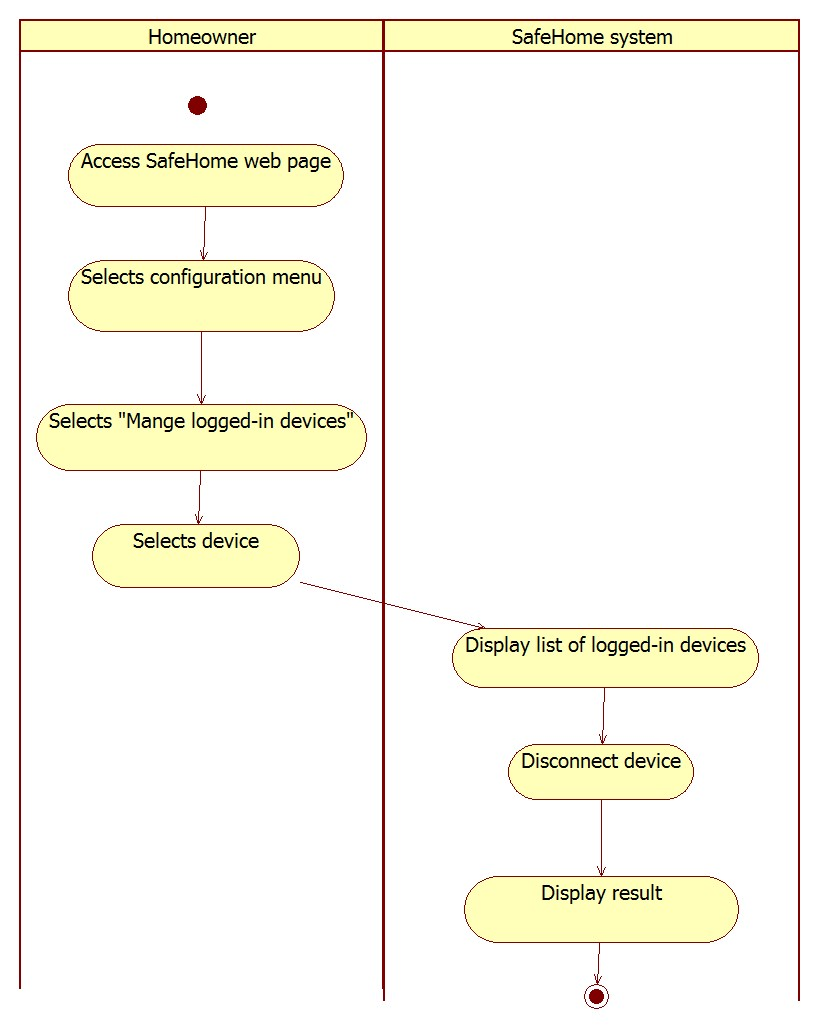 Homeowner
SafeHome system
Access SafeHome web page
Selects configuration menu
Selects "Mange logged-in devices"
Selects device
Display list of logged-in devices
Disconnect device
Display result